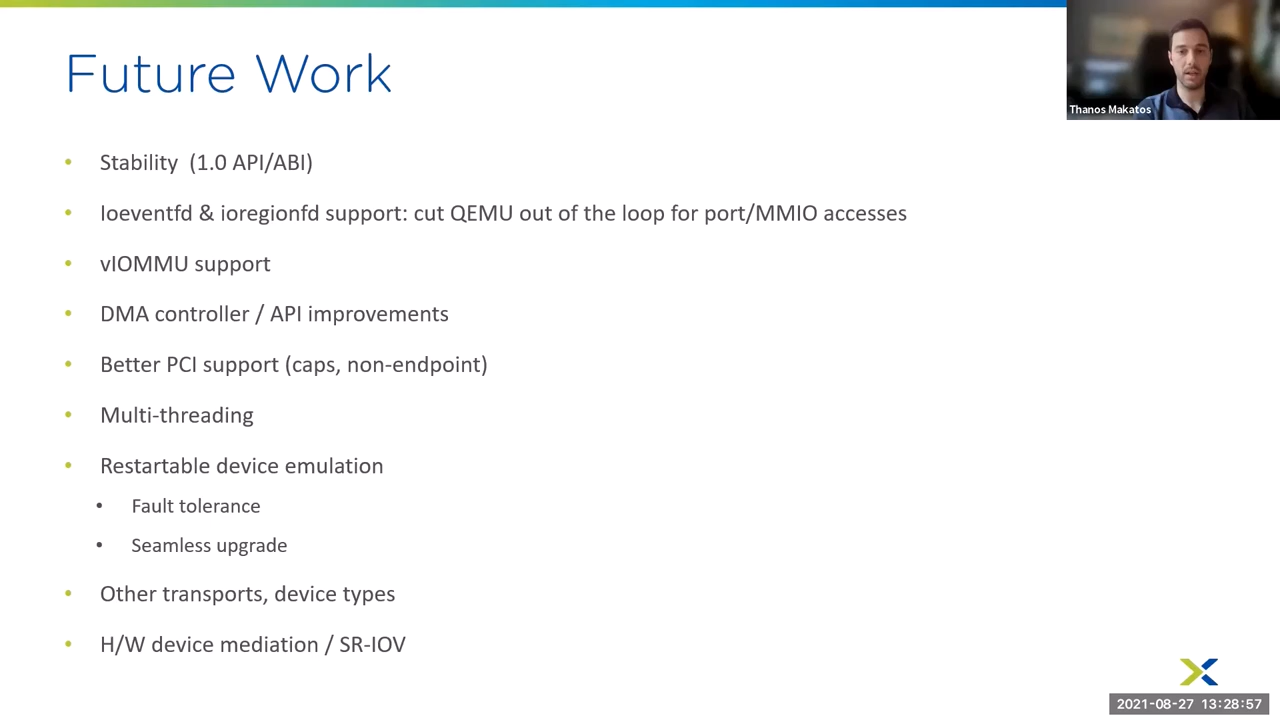 Future Work
Thanos Makatos
• Stability (1.0 API/ABI)
• Ioeventfd & ioregionfd support: cut QEMU out of the loop for port/MMIO accesses
• vIOMMU support
• DMA controller / API improvements
• Better PCI support (caps, non-endpoint)
• Multi-threading
• Restartable device emulation
• Fault tolerance
• Seamless upgrade
• Other transports, device types
• H/W device mediation / SR-IOV
2021-08-27 13:28:57